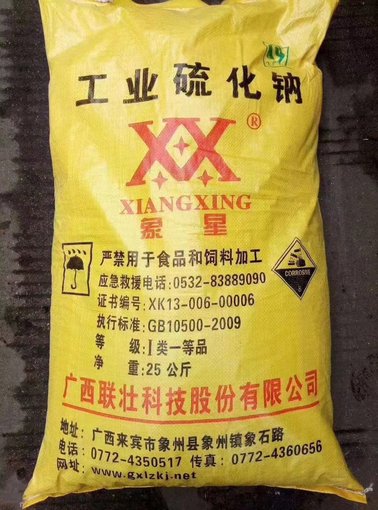 工业硫化钠
XX®
XIANGXING
象星
严禁用于食品和饲料加工
应急救援电话:0532-83889090
CORROSIVE
8
证书编号:XK13-006-00006
执行标准:GB10500-2009
等 级:I类一等品
净 重:25公斤
广西联壮科技股份有限公司
地址:广西来宾市象州县象州镇象石路
电话:0772-4350517 传真:0772-4360656
网址:www.gxlzkj.net